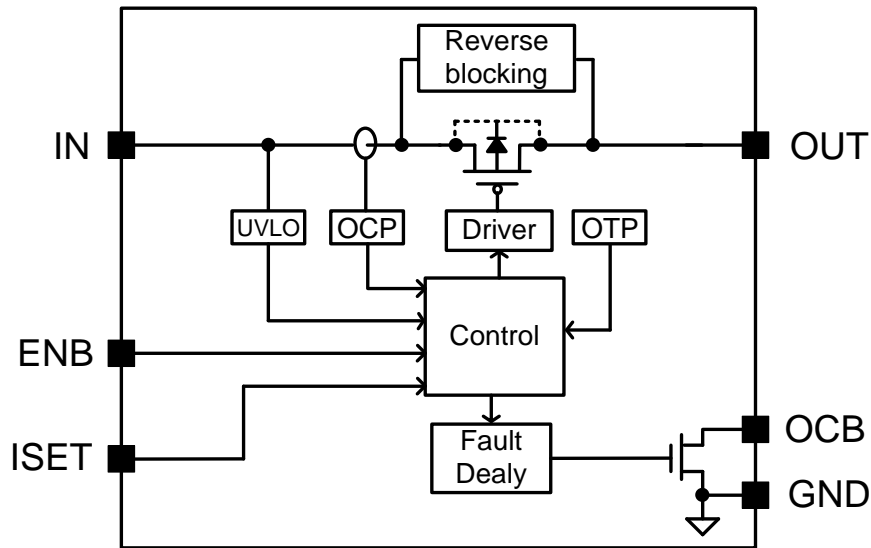 Reverse
blocking
IN
OUT
UVLO
OCP
Driver
OTP
Control
ENB
ISET
Fault
Dealy
OCB
GND